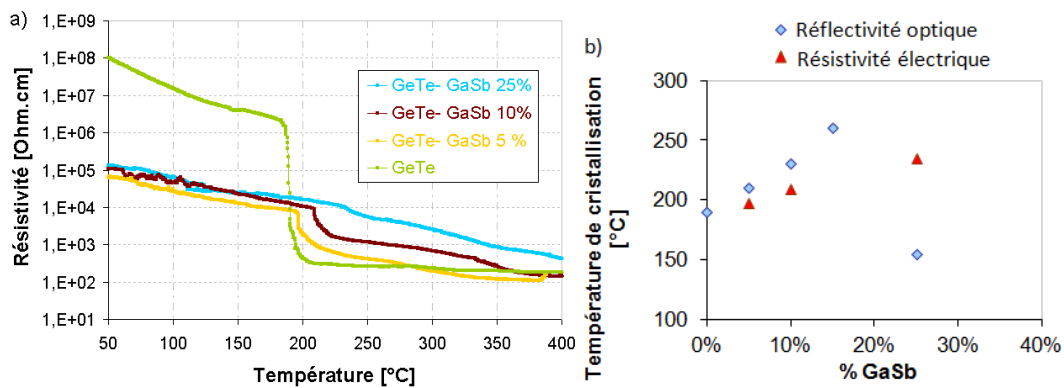 a)
Résistivité [Ohm.cm]
1,E+09
1,E+08
1,E+07
1,E+06
1,E+05
1,E+04
1,E+03
1,E+02
1,E+01
GeTe- GaSb 25%
GeTe- GaSb 10%
GeTe- GaSb 5 %
GeTe
50 100 150 200 250 300 350 400
Température [°C]
b)
Réflectivité optique
Résistivité électrique
Température de cristallisation
[°C]
300
250
200
150
100
0% 10% 20% 30% 40%
% GaSb